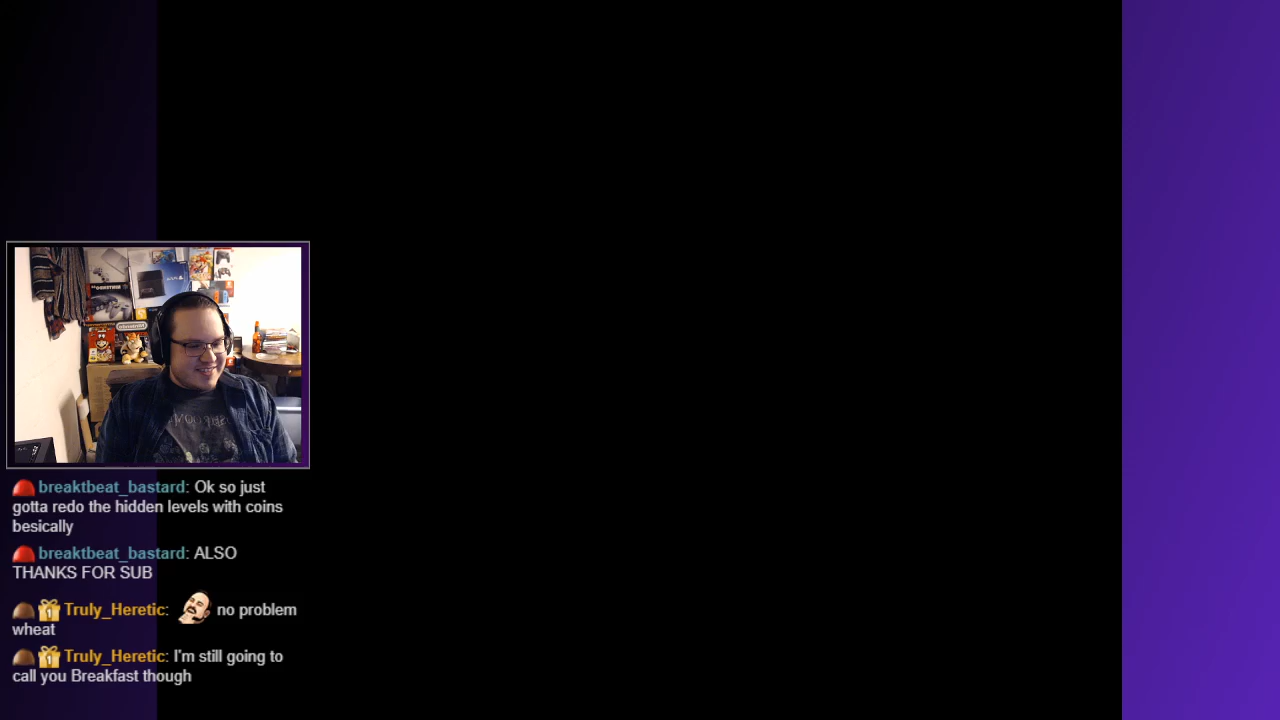 breaktbeat_bastard: Ok so just
gotta redo the hidden levels with coins
besically
breaktbeat_bastard: ALSO
THANKS FOR SUB
Truly_Heretic: no problem
wheat
Truly_Heretic: I'm still going to
call you Breakfast though